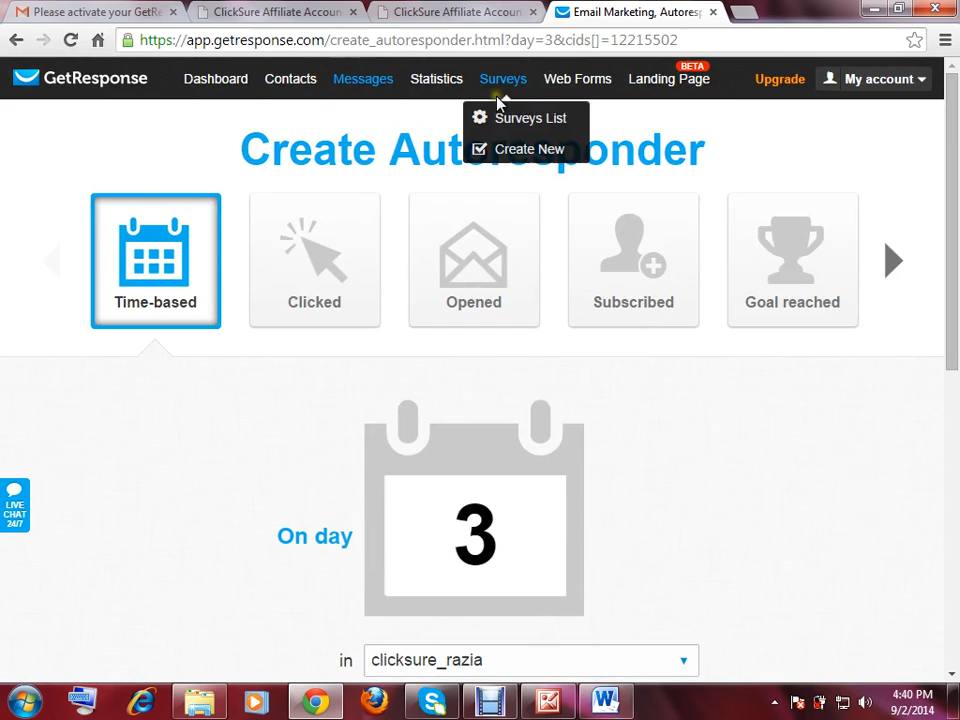 Please activate your GetRe
ClickSure Affiliate Accoun
ClickSure Affiliate Accoun
Email Marketing, Autoresp
https://app.getresponse.com/create_autoresponder.html?day=3&cids[]=12215502
GetResponse
Dashboard
Contacts
Messages
Statistics
Surveys
Web Forms
Landing Page
BETA
Upgrade
My account
Surveys List
Create New
Create Autoresponder
Time-based
Clicked
Opened
Subscribed
Goal reached
On day
3
LIVE
CHAT
24/7
in
clicksure_razia
4:40 PM
9/2/2014